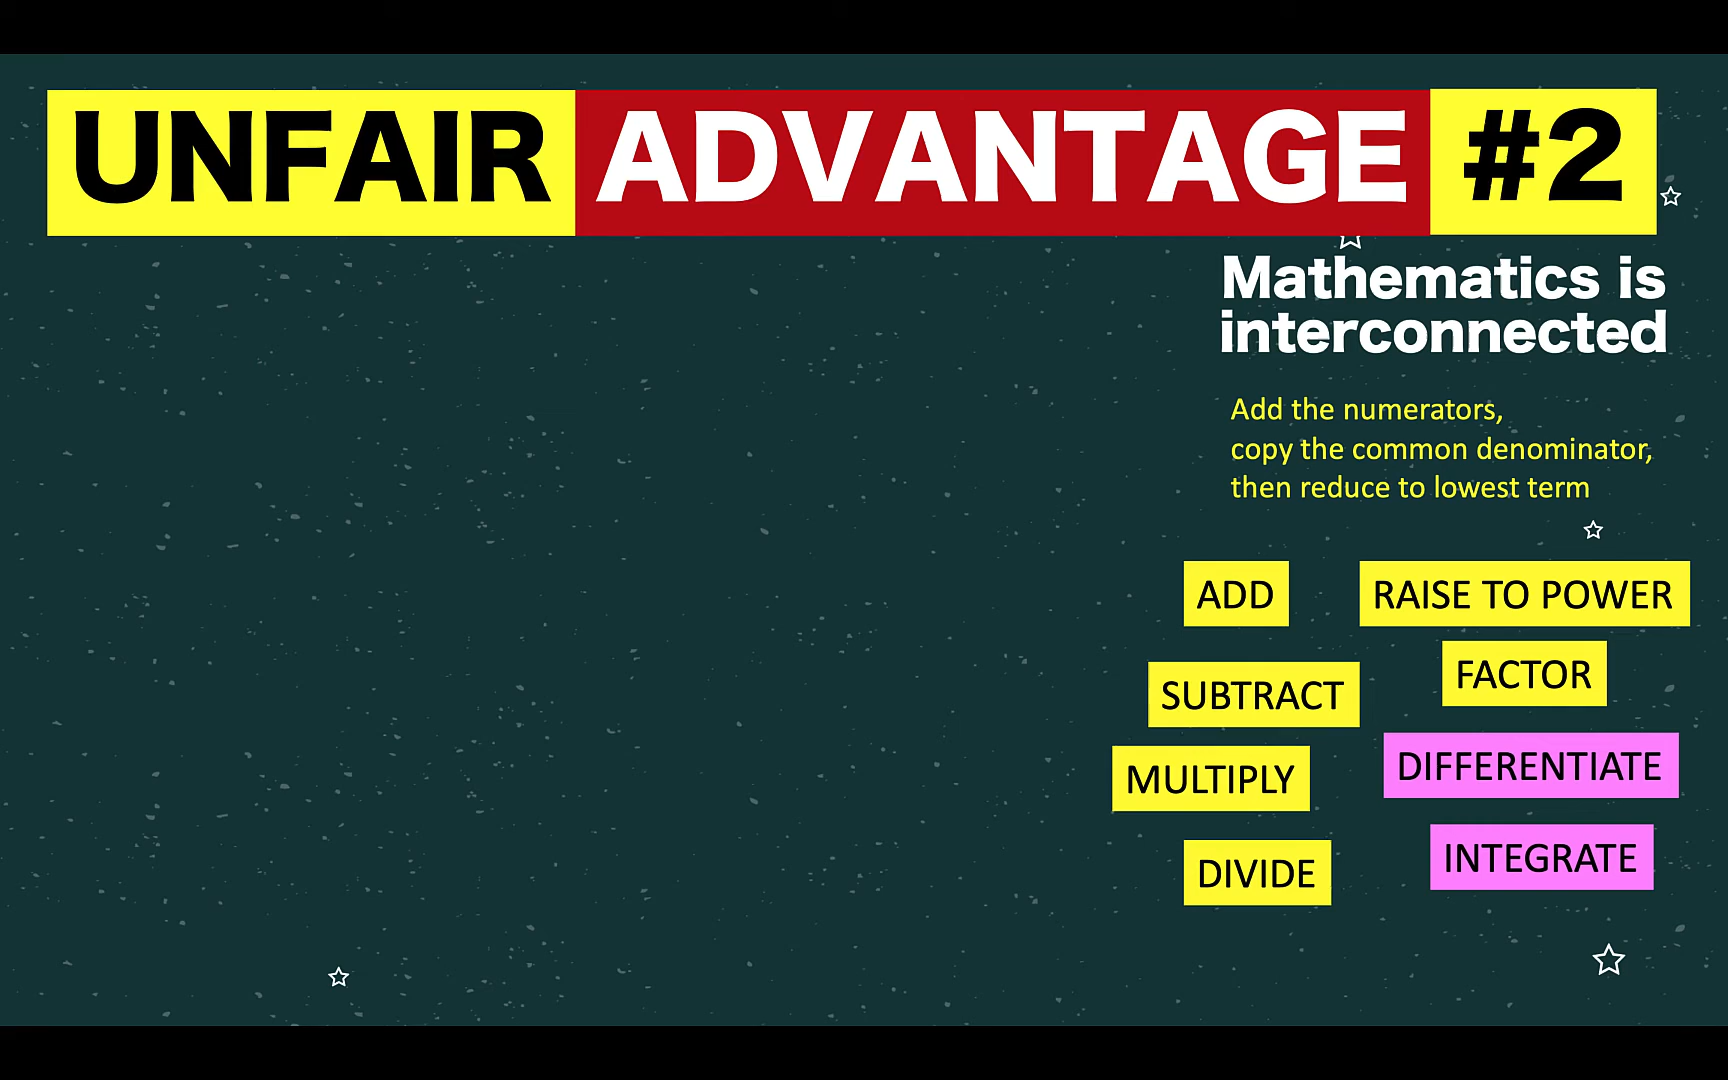 UNFAIR ADVANTAGE #2
Mathematics is
interconnected
Add the numerators,
copy the common denominator,
then reduce to lowest term
ADD
RAISE TO POWER
SUBTRACT
FACTOR
MULTIPLY
DIFFERENTIATE
DIVIDE
INTEGRATE